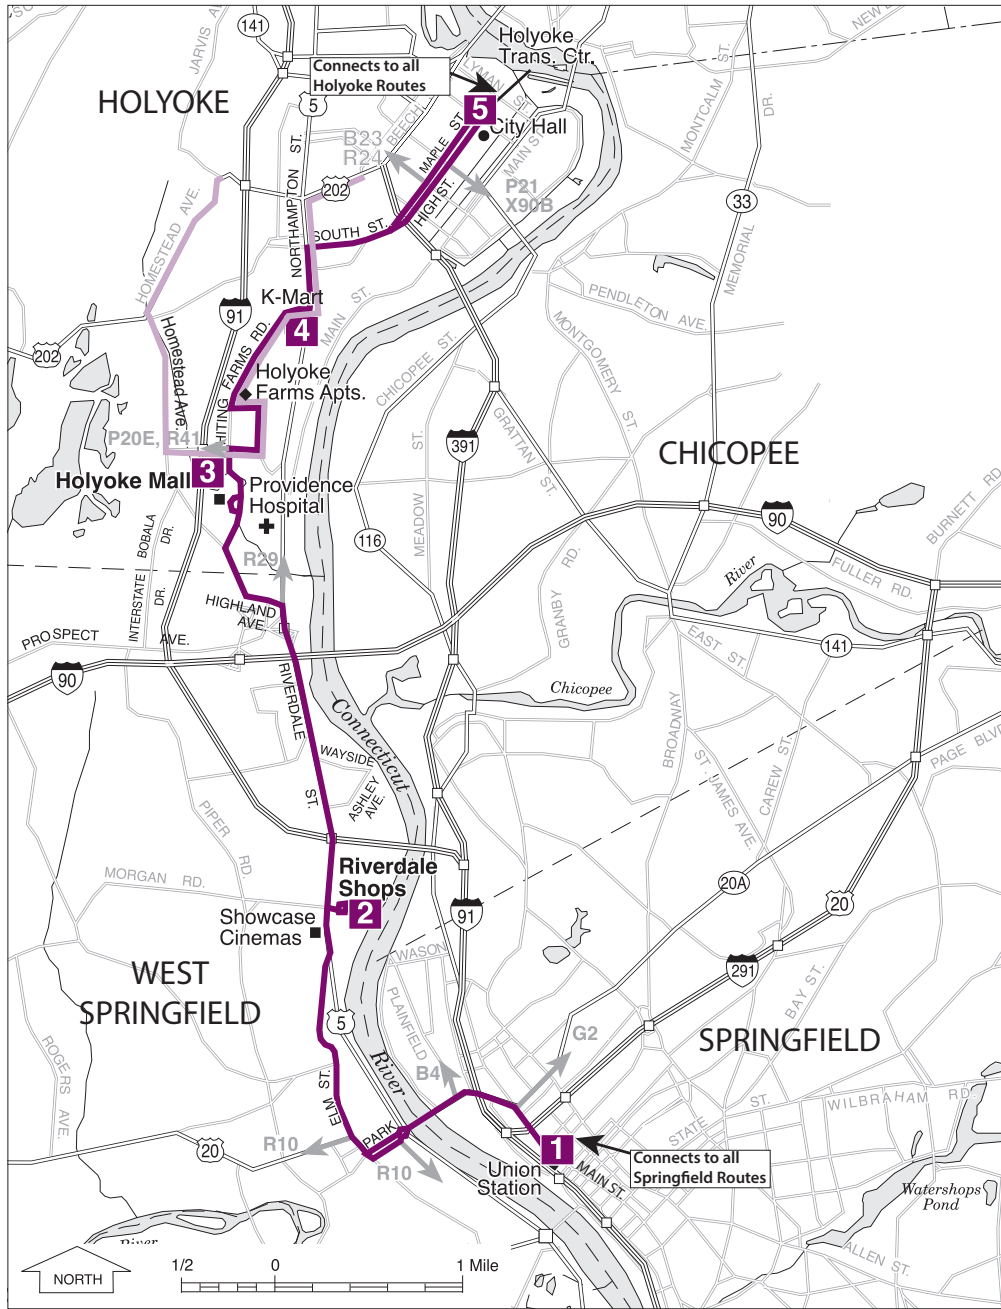 SO
141
JARVIS AV
Holyoke
Trans. Ctr.
NEW
Connects to all
Holyoke Routes
LYMAN ST.
MONTCALM ST.
DR.
HOLYOKE
5
5
BEECH
MAPLE ST.
City Hall
MAIN ST.
B23
R24
NORTHAMPTON ST.
202
HIGH ST.
P21
X90B
33
HOMESTEAD AVE.
SOUTH ST.
MEMORIAL
K-Mart
MAIN ST.
PENDLETON AVE.
91
4
202
Homestead Ave.
HITING FARMS RD.
CHICOPEE ST.
MONTGOMERY ST.
Holyoke
Farms Apts.
GRATTAN ST.
P20E, R41
391
CHICOPEE
3
Holyoke Mall
Providence
Hospital
MEADOW ST.
90
BURNETT RD
INTERSTATE DR.
BOBALA DR.
116
R29
GRANBY RD.
River
FULLER RD.
HIGHLAND
AVE
PROSPECT AVE.
EAST ST.
141
90
Chicopee
RIVERDALE ST.
Connecticut
WAYSIDE
BROADWAY
ST. JAMES AVE.
CAREW ST.
PAGE BLVD
ASHLEY
AVE.
PIPER RD.
MORGAN RD.
Riverdale
Shops
20A
20
2
91
Showcase
Cinemas
WASON
291
WEST
SPRINGFIELD
PLAINFIELD
BAY ST.
5
SPRINGFIELD
G2
ROGERS AVE.
River
B4
ELM ST.
WILBRAHAM RD.
STATE ST.
PARK
R10
20
1
R10
Connects to all
Springfield Routes
Union
Station
MAIN ST.
Watershops
Pond
River
ALLEN ST.
NORTH
1/2 0 1 Mile